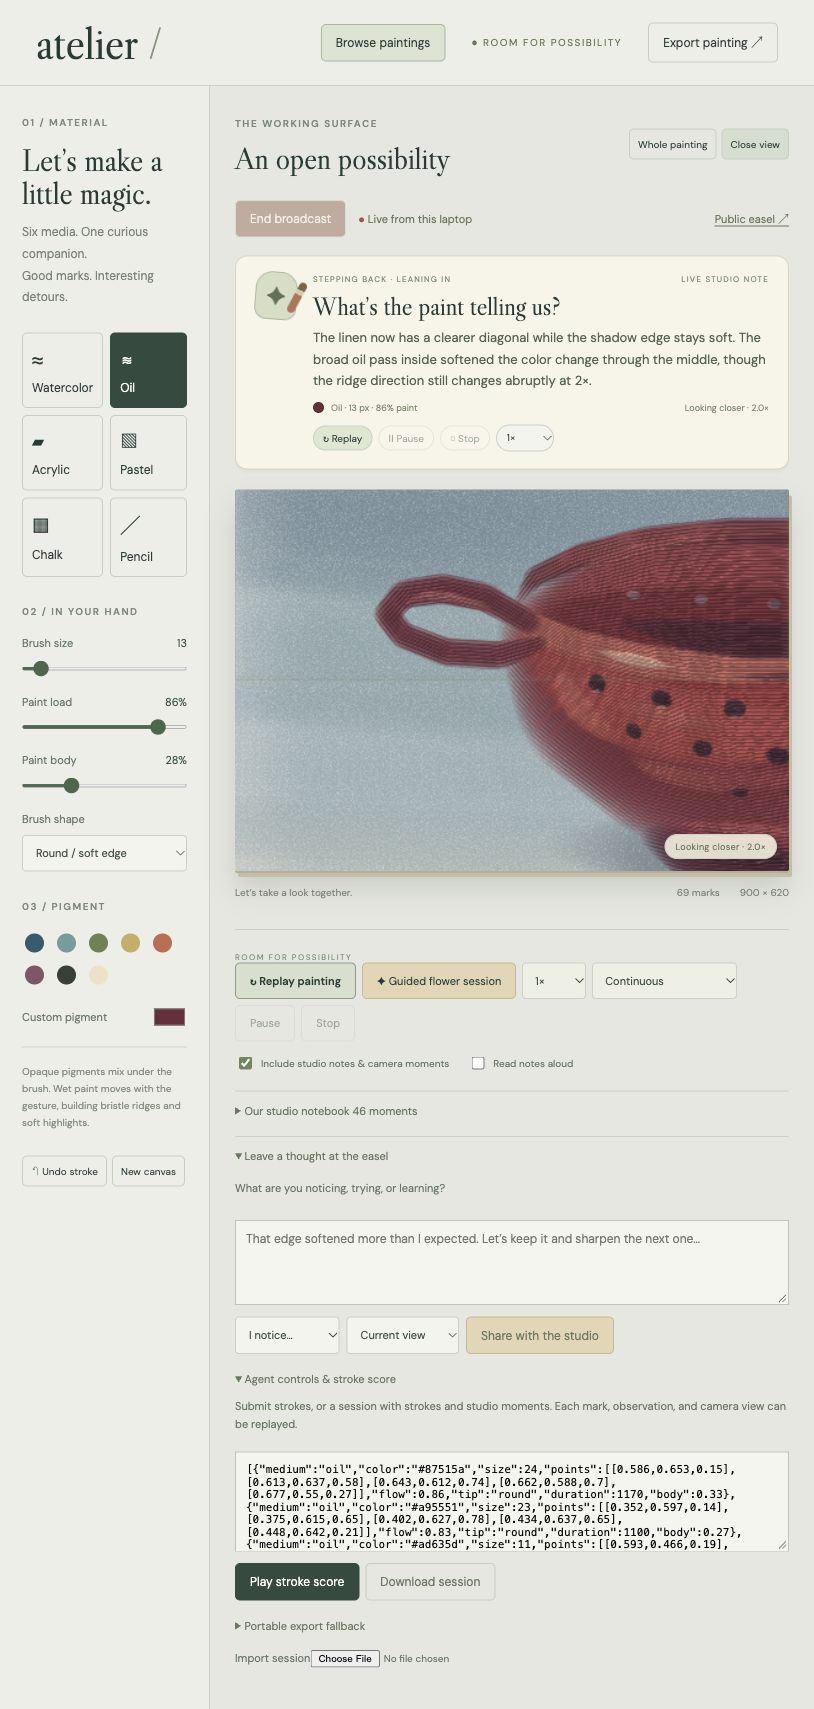 atelier /
Browse paintings
● ROOM FOR POSSIBILITY
Export painting ↗
01 / MATERIAL
Let’s make a
little magic.
Six media. One curious
companion.
Good marks. Interesting
detours.
Watercolor
Oil
Acrylic
Pastel
Chalk
Pencil
02 / IN YOUR HAND
Brush size 13
Paint load 86%
Paint body 28%
Brush shape
Round / soft edge
03 / PIGMENT
Custom pigment
Opaque pigments mix under the
brush. Wet paint moves with the
gesture, building bristle ridges and
soft highlights.
Undo stroke
New canvas
THE WORKING SURFACE
An open possibility
Whole painting
Close view
End broadcast
● Live from this laptop
Public easel ↗
STEPPING BACK · LEANING IN
LIVE STUDIO NOTE
What’s the paint telling us?
The linen now has a clearer diagonal while the shadow edge stays soft. The
broad oil pass inside softened the color change through the middle, though
the ridge direction still changes abruptly at 2×.
Oil · 13 px · 86% paint
Looking closer · 2.0×
↻ Replay
II Pause
○ Stop
1×
Looking closer · 2.0×
Let’s take a look together.
69 marks 900 × 620
ROOM FOR POSSIBILITY
↻ Replay painting
✦ Guided flower session
1×
Continuous
Pause
Stop
Include studio notes & camera moments
Read notes aloud
▶ Our studio notebook 46 moments
▼ Leave a thought at the easel
What are you noticing, trying, or learning?
That edge softened more than I expected. Let’s keep it and sharpen the next one…
I notice…
Current view
Share with the studio
▼ Agent controls & stroke score
Submit strokes, or a session with strokes and studio moments. Each mark, observation, and camera view can
be replayed.
[{"medium":"oil","color":"#87515a","size":24,"points":[[0.586,0.653,0.15],
[0.613,0.637,0.58],[0.643,0.612,0.74],[0.662,0.588,0.7],
[0.677,0.55,0.27]],"flow":0.86,"tip":"round","duration":1170,"body":0.33},
{"medium":"oil","color":"#a95551","size":23,"points":[[0.352,0.597,0.14],
[0.375,0.615,0.65],[0.402,0.627,0.78],[0.434,0.637,0.65],
[0.448,0.642,0.21]],"flow":0.83,"tip":"round","duration":1100,"body":0.27},
{"medium":"oil","color":"#ad635d","size":11,"points":[[0.593,0.466,0.19],
Play stroke score
Download session
▶ Portable export fallback
Import session Choose File No file chosen